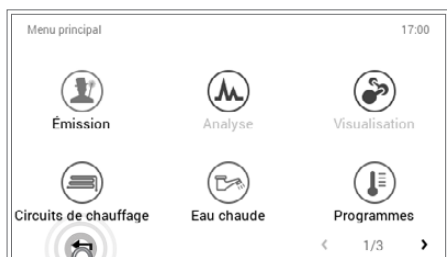 Menu principal 17:00
Émission Analyse Visualisation
Circuits de chauffage Eau chaude Programmes
1/3